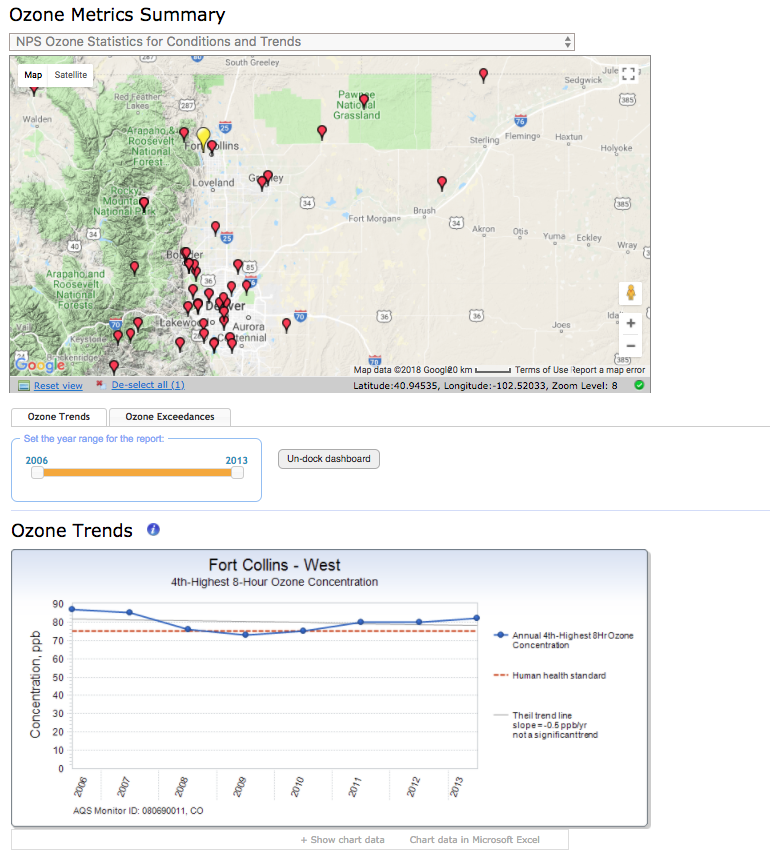 Ozone Metrics Summary
NPS Ozone Statistics for Conditions and Trends
Map Satellite
South Greeley
Sedgwick
Red Feather
Lakes
287
Pawnee
National
Grassland
385
Walden
Arapaho &
Roosevelt
National
Forest
25
76
Fort Collins
Sterling Fleming Haxtun
Holyoke
Loveland
Greeley
Rocky
Mountain
National Park
34
Fort Morgan
Brush
34
385
34
Akron Otis Yuma Eckley
Wray
40
25
Boulder
85
Arapaho and
Roosevelt
National
Forests
36
70
Denver
Lakewood
Aurora
Centennial
70
36
36
Joes
Keystone
Breckenridge
24
70
385
Google
Map data ©2018 Google 20 km Terms of Use Report a map error
Reset view De-select all (1) Latitude:40.94535, Longitude:-102.52033, Zoom Level: 8
Ozone Trends Ozone Exceedances
Set the year range for the report:
2006 2013
Un-dock dashboard
Ozone Trends i
Fort Collins - West
4th-Highest 8-Hour Ozone Concentration
Concentration, ppb
90
80
70
60
50
40
30
20
10
0
2006 2007 2008 2009 2010 2011 2012 2013
Annual 4th-Highest 8Hr Ozone
Concentration
Human health standard
Theil trend line
slope = -0.5 ppb/yr
not a significant trend
AQS Monitor ID: 080690011, CO
+ Show chart data Chart data in Microsoft Excel